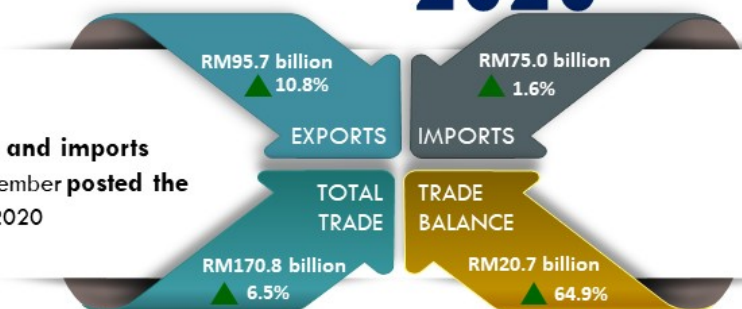 RM95.7 billion
10.8%
EXPORTS
RM75.0 billion
1.6%
IMPORTS
and imports
ember posted the
2020
TOTAL
TRADE
RM170.8 billion
6.5%
TRADE
BALANCE
RM20.7 billion
64.9%